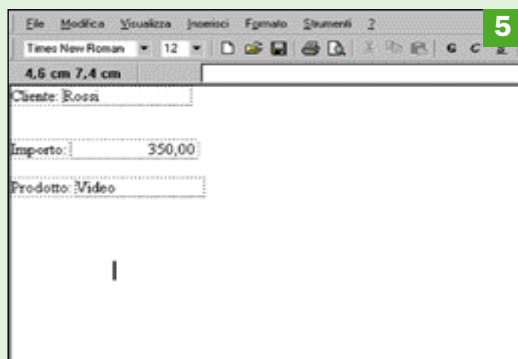 File Modifica Visualizza Inserisci Formato Strumenti ?
5
Times New Roman 12 G C S
4,6 cm 7,4 cm
Cliente: Rossi
Importo: 350,00
Prodotto: Video